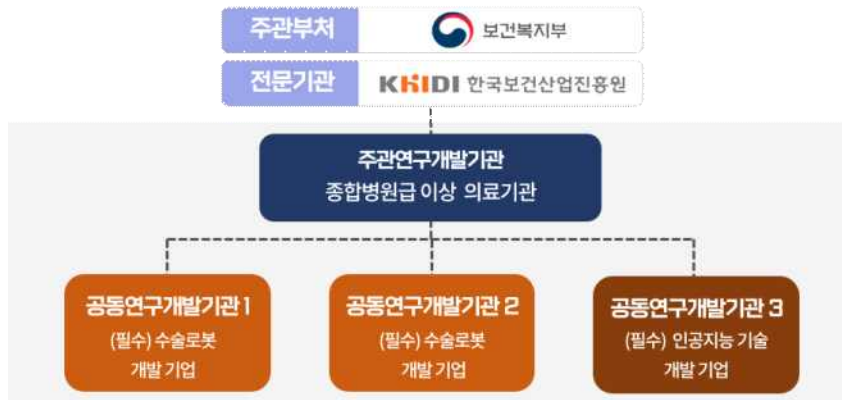 주관부처 보건복지부
전문기관 KHIDI 한국보건산업진흥원
주관연구개발기관
종합병원급 이상 의료기관
공동연구개발기관 1
(필수) 수술로봇
개발 기업
공동연구개발기관 2
(필수) 수술로봇
개발 기업
공동연구개발기관 3
(필수) 인공지능 기술
개발 기업